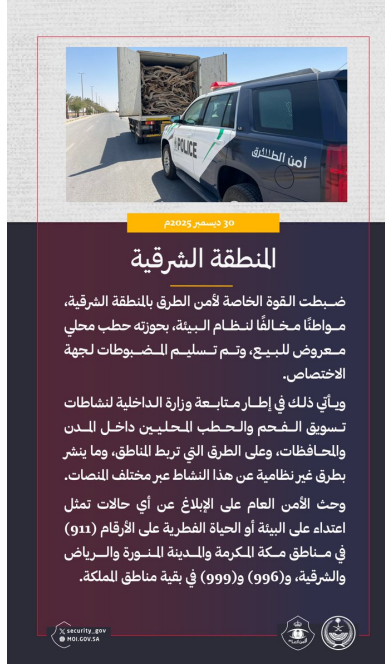 أمن الطرق
POLICE
30 ديسمبر 2025م
المنطقة الشرقية
ضبطت القوة الخاصة لأمن الطرق بالمنطقة الشرقية،
مواطنًا مخالفًا لنظام البيئة، بحوزته حطب محلي
معروض للبيع، وتم تسليم المضبوطات لجهة
الاختصاص.
ويأتي ذلك في إطار متابعة وزارة الداخلية لنشاطات
تسويق الفحم والحطب المحليين داخل المدن
والمحافظات، وعلى الطرق التي تربط المناطق، وما ينشر
بطرق غير نظامية عن هذا النشاط عبر مختلف المنصات.
وحث الأمن العام على الإبلاغ عن أي حالات تمثل
اعتداء على البيئة أو الحياة الفطرية على الأرقام (911)
في مناطق مكة المكرمة والمدينة المنورة والرياض
والشرقية، و(996) و(999) في بقية مناطق المملكة.
X security_gov
MOI.GOV.SA